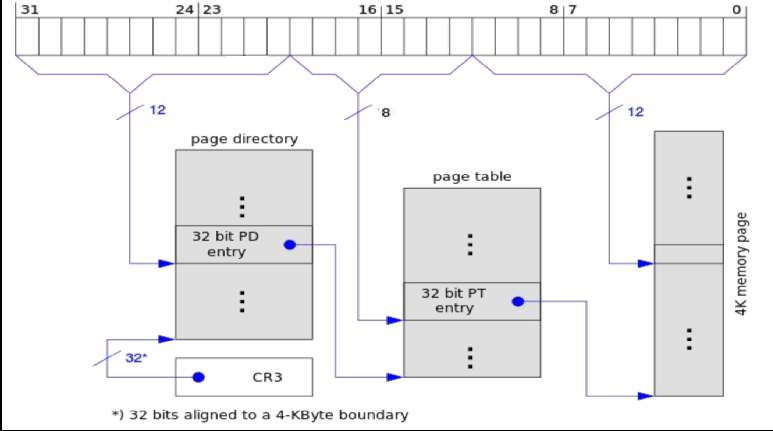 31 24 23 16 15 8 7 0
12 8 12
page directory
page table
32 bit PD
entry
32 bit PT
entry
4K memory page
32*
CR3
*) 32 bits aligned to a 4-KByte boundary